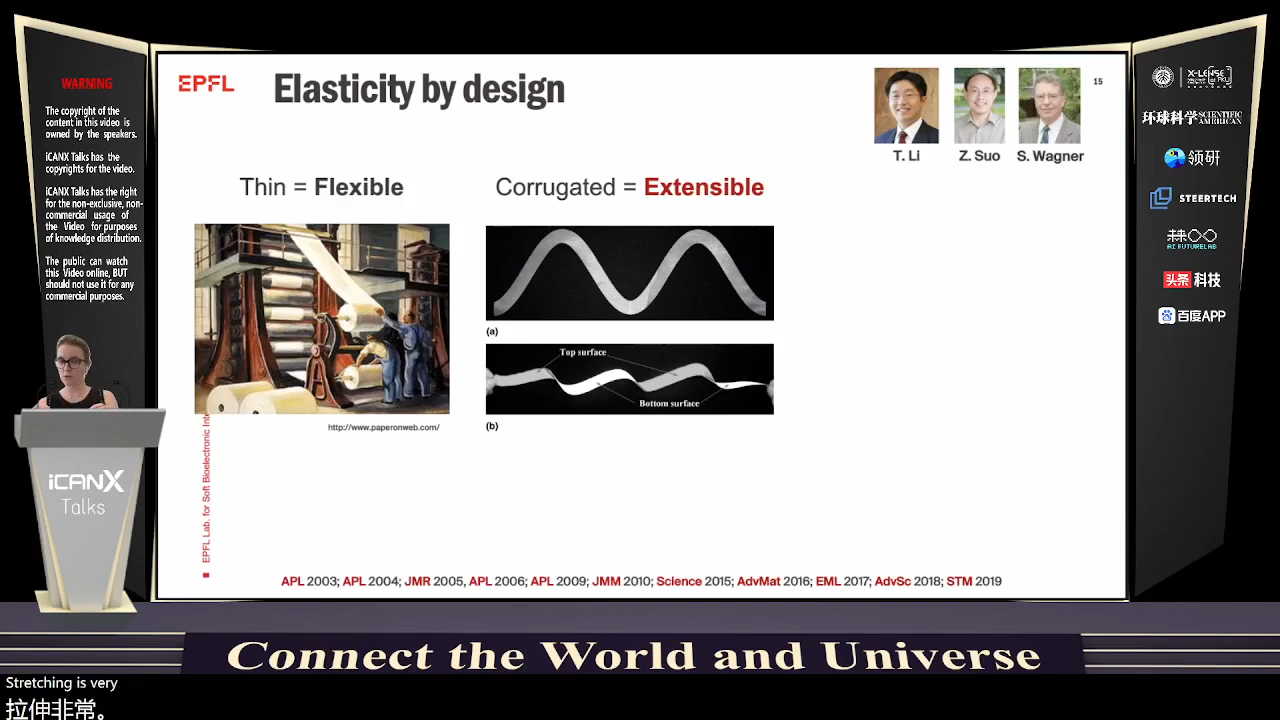 WARNING
The copyright of the
content in this video is
owned by the speakers.
iCANX Talks has the
copyrights for the video.
iCANX Talks has the right
for the non-exclusive, non-
commercial usage of
the Video for purposes
of knowledge distribution.
The public can watch
this Video online, BUT
should not use it for any
commercial purposes.
iCANX
Talks
EPFL
Elasticity by design
15
T. Li
Z. Suo
S. Wagner
Thin = Flexible
Corrugated = Extensible
(a)
Top surface
Bottom surface
(b)
http://www.paperonweb.com/
EPFL Lab. for Soft Bioelectronic Inte
APL 2003; APL 2004; JMR 2005, APL 2006; APL 2009; JMM 2010; Science 2015; AdvMat 2016; EML 2017; AdvSc 2018; STM 2019
环球科学 SCIENTIFIC AMERICAN
领研
STEERTECH
AI FUTURELAB
头条 科技
百度APP
Connect the World and Universe
Stretching is very
拉伸非常。